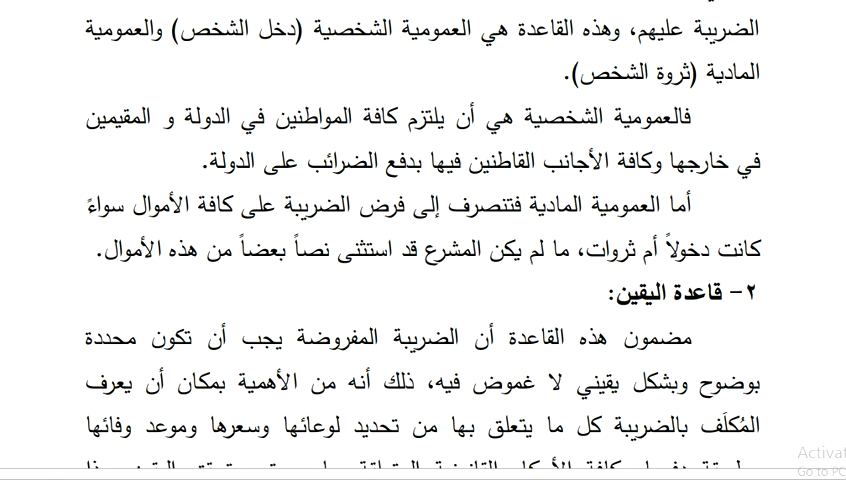 الضريبة عليهم، وهذه القاعدة هي العمومية الشخصية (دخل الشخص) والعمومية
المادية (ثروة الشخص).
فالعمومية الشخصية هي أن يلتزم كافة المواطنين في الدولة و المقيمين
في خارجها وكافة الأجانب القاطنين فيها بدفع الضرائب على الدولة.
أما العمومية المادية فتنصرف إلى فرض الضريبة على كافة الأموال سواءً
كانت دخولاً أم ثروات، ما لم يكن المشرع قد استثنى نصاً بعضاً من هذه الأموال.
٢- قاعدة اليقين:
مضمون هذه القاعدة أن الضريبة المفروضة يجب أن تكون محددة
بوضوح وبشكل يقيني لا غموض فيه، ذلك أنه من الأهمية بمكان أن يعرف
المُكلَف بالضريبة كل ما يتعلق بها من تحديد لوعائها وسعرها وموعد وفائها
Activat
Go to PC